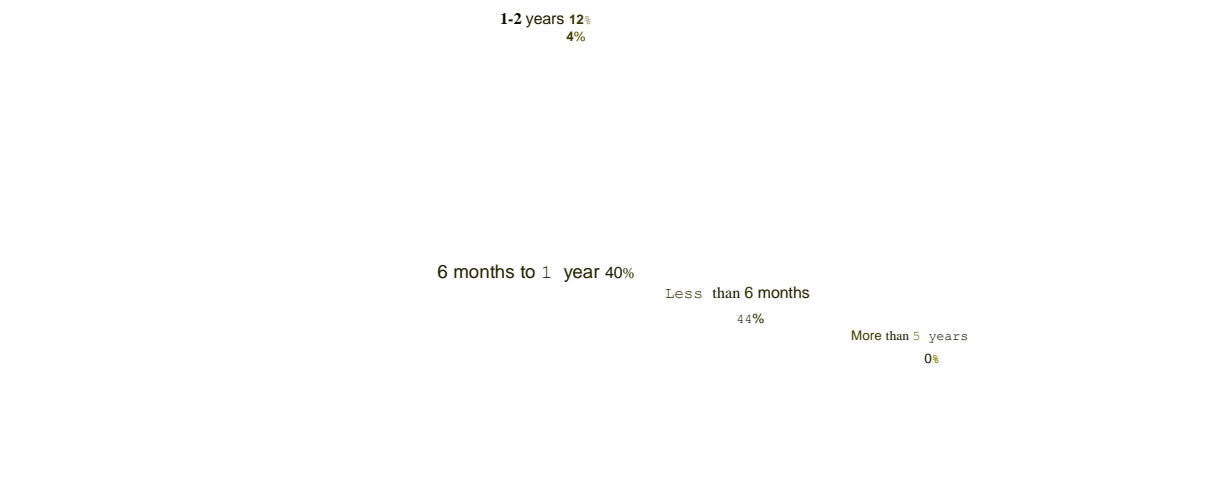 1-2 years 12%
4%
6 months to 1 year 40%
Less than 6 months
44%
More than 5 years
0%